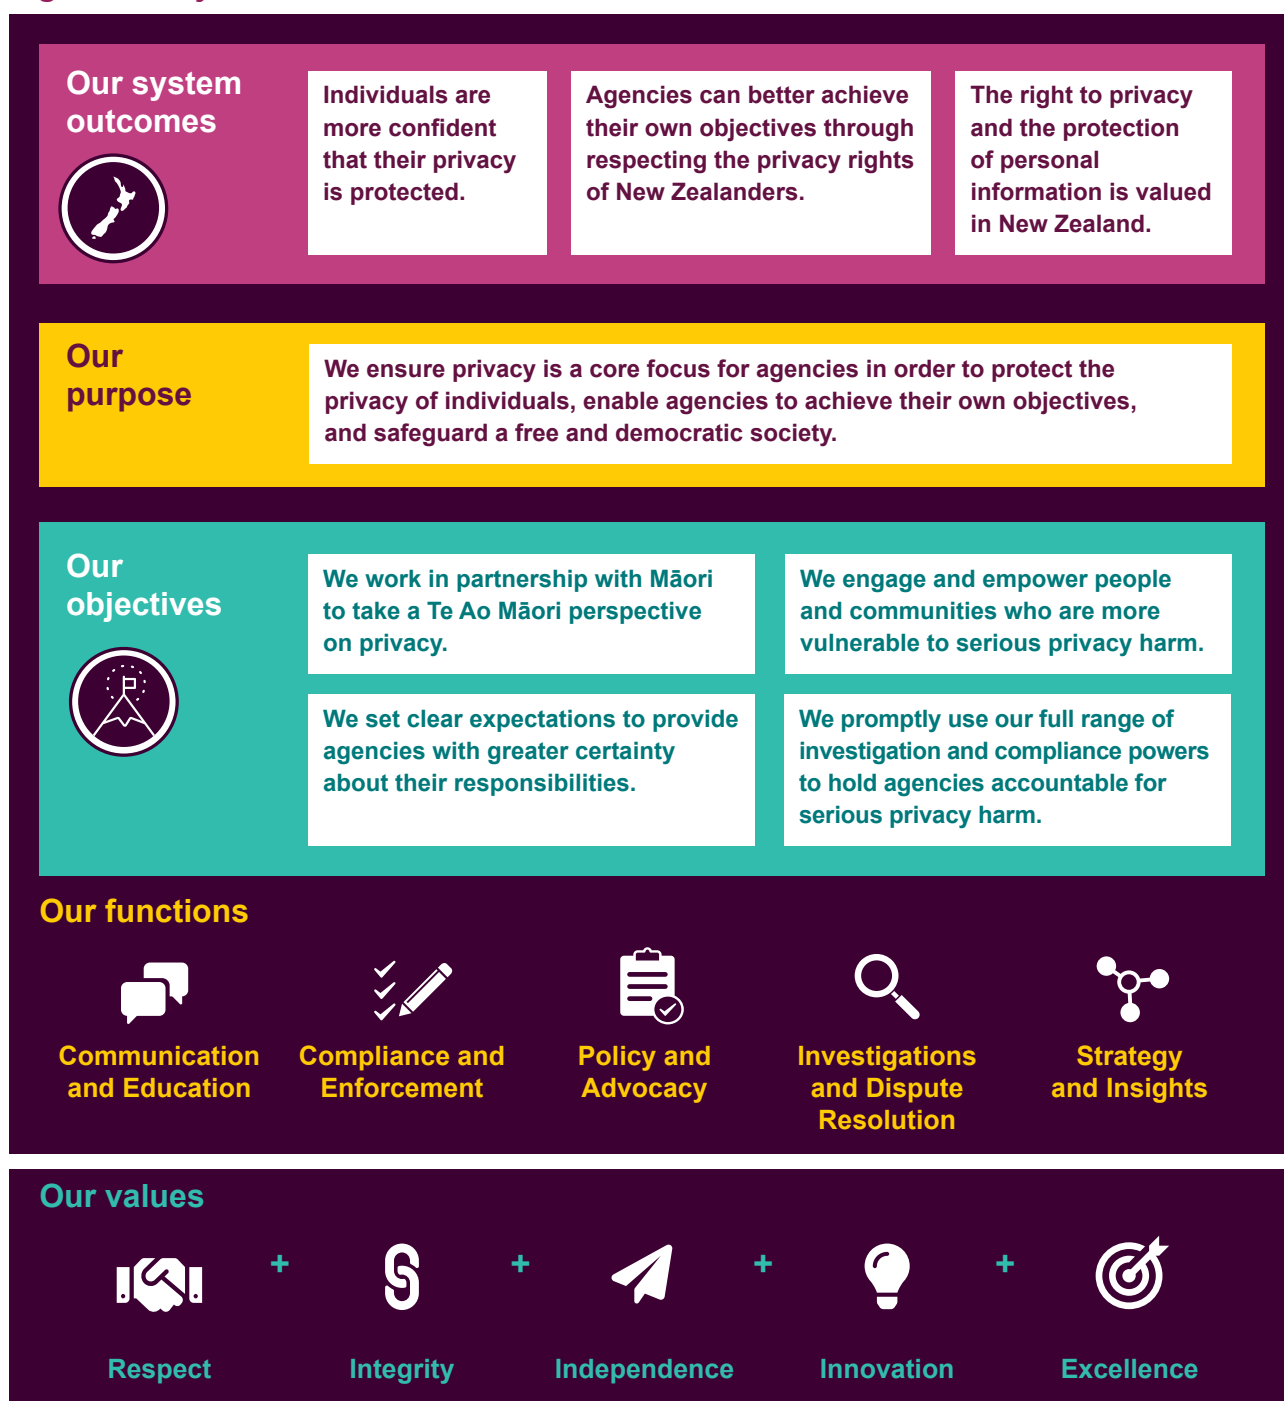 Our system
outcomes
Individuals are
more confident
that their privacy
is protected.
Agencies can better achieve
their own objectives through
respecting the privacy rights
of New Zealanders.
The right to privacy
and the protection
of personal
information is valued
in New Zealand.
Our
purpose
We ensure privacy is a core focus for agencies in order to protect the
privacy of individuals, enable agencies to achieve their own objectives,
and safeguard a free and democratic society.
Our
objectives
We work in partnership with Māori
to take a Te Ao Māori perspective
on privacy.
We engage and empower people
and communities who are more
vulnerable to serious privacy harm.
We set clear expectations to provide
agencies with greater certainty
about their responsibilities.
We promptly use our full range of
investigation and compliance powers
to hold agencies accountable for
serious privacy harm.
Our functions
Communication
and Education
Compliance and
Enforcement
Policy and
Advocacy
Investigations
and Dispute
Resolution
Strategy
and Insights
Our values
+ + + +
Respect
Integrity
Independence
Innovation
Excellence